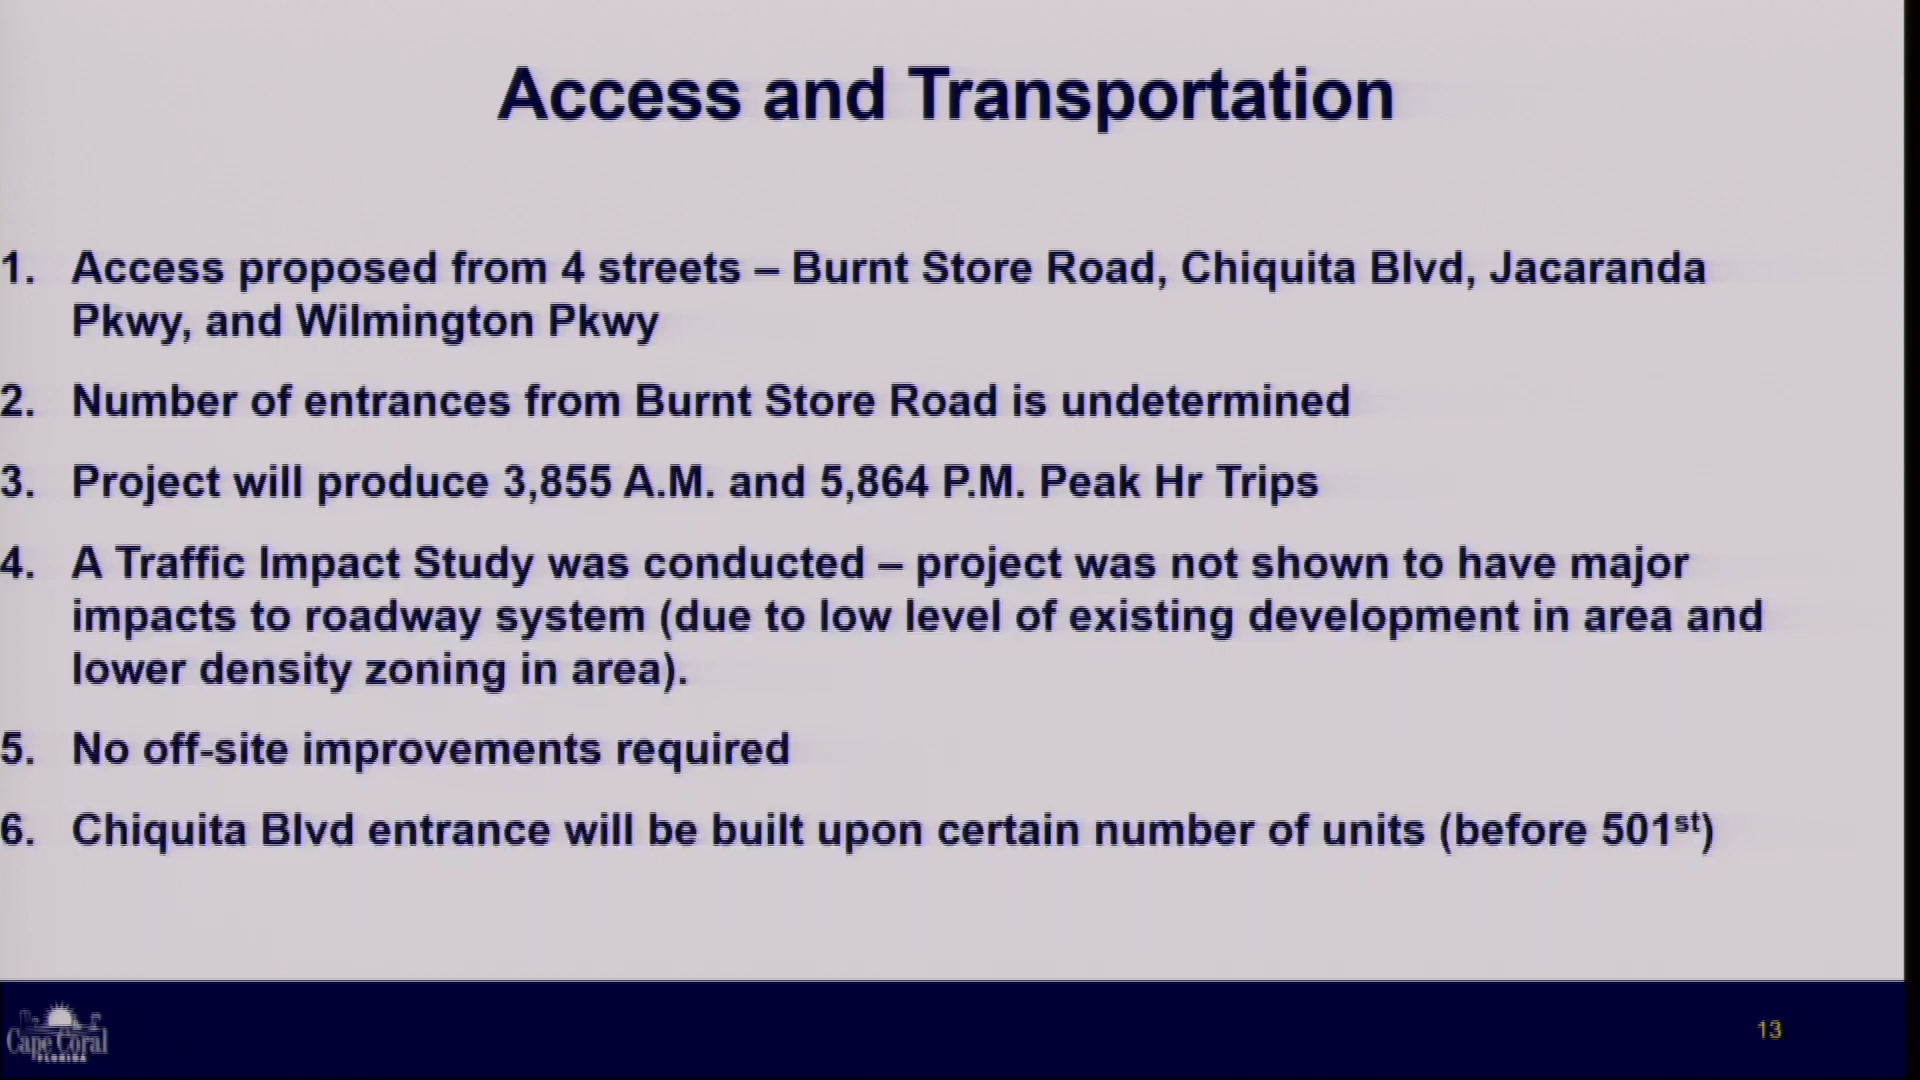 Access and Transportation
1. Access proposed from 4 streets – Burnt Store Road, Chiquita Blvd, Jacaranda
Pkwy, and Wilmington Pkwy
2. Number of entrances from Burnt Store Road is undetermined
3. Project will produce 3,855 A.M. and 5,864 P.M. Peak Hr Trips
4. A Traffic Impact Study was conducted – project was not shown to have major
impacts to roadway system (due to low level of existing development in area and
lower density zoning in area).
5. No off-site improvements required
6. Chiquita Blvd entrance will be built upon certain number of units (before 501st)
Cape Coral
FLORIDA
13